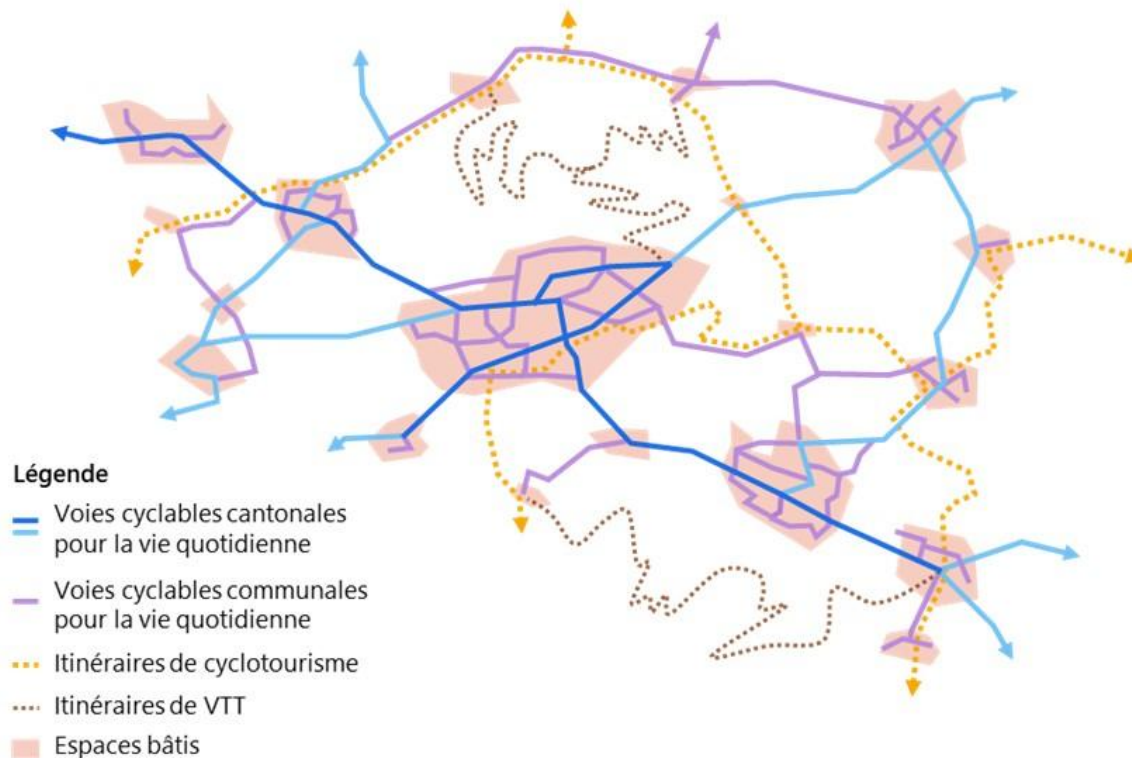 Légende
Voies cyclables cantonales
pour la vie quotidienne
Voies cyclables communales
pour la vie quotidienne
Itinéraires de cyclotourisme
Itinéraires de VTT
Espaces bâtis